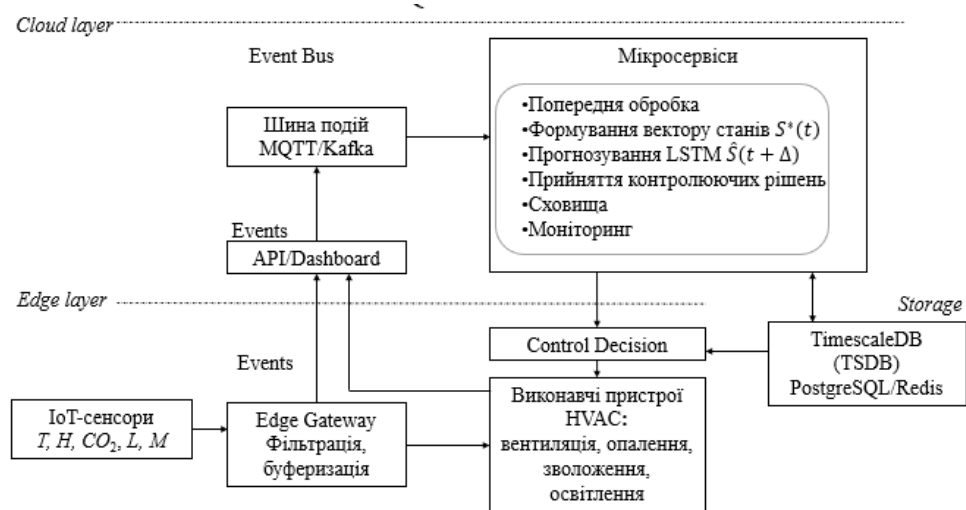 Cloud layer
Event Bus
Мікросервіси
•Попередня обробка
•Формування вектору станів S*(t)
•Прогнозування LSTM Ŝ(t + Δ)
•Прийняття контролюючих рішень
•Сховища
•Моніторинг
Шина подій
MQTT/Kafka
Events
API/Dashboard
Edge layer
Storage
Control Decision
TimescaleDB
(TSDB)
PostgreSQL/Redis
Events
IoT-сенсори
T, H, CO₂, L, M
Edge Gateway
Фільтрація,
буферизація
Виконавчі пристрої
HVAC:
вентиляція, опалення,
зволоження,
освітлення